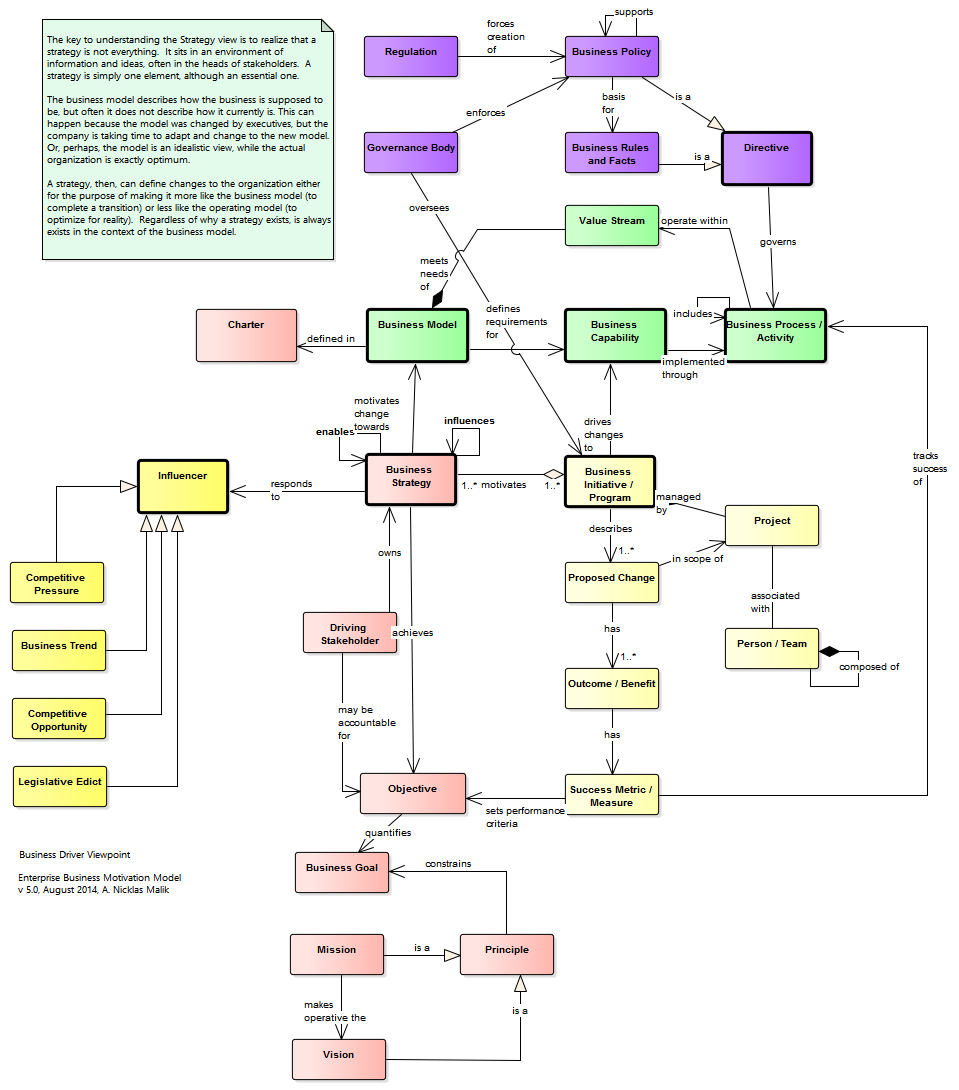 The key to understanding the Strategy view is to realize that a
strategy is not everything.  It sits in an environment of
information and ideas, often in the heads of stakeholders.  A
strategy is simply one element, although an essential one.
The business model describes how the business is supposed to
be, but often it does not describe how it currently is. This can
happen because the model was changed by executives, but the
company is taking time to adapt and change to the new model.
Or, perhaps, the model is an idealistic view, while the actual
organization is exactly optimum.
A strategy, then, can define changes to the organization either
for the purpose of making it more like the business model (to
complete a transition) or less like the operating model (to
optimize for reality).  Regardless of why a strategy exists, is always
exists in the context of the business model.
supports
forces
creation
of
Regulation
Business Policy
enforces
basis
for
is a
Governance Body
Business Rules
and Facts
is a
Directive
oversees
Value Stream
operate within
governs
meets
needs
of
defines
requirements
for
includes
Charter
defined in
Business Model
Business
Capability
Business Process /
Activity
implemented
through
motivates
change
towards
enables
influences
drives
changes
to
tracks
success
of
Influencer
responds
to
Business
Strategy
1..*
motivates
1..*
Business
Initiative /
Program
managed
by
Project
describes
1..*
owns
in scope of
Competitive
Pressure
Proposed Change
associated
with
Driving
Stakeholder
achieves
has
1..*
Business Trend
Person / Team
composed of
Outcome / Benefit
Competitive
Opportunity
may be
accountable
for
has
Legislative Edict
Objective
Success Metric /
Measure
sets performance
criteria
quantifies
Business Driver Viewpoint
Business Goal
constrains
Enterprise Business Motivation Model
v 5.0, August 2014, A. Nicklas Malik
Mission
is a
Principle
makes
operative the
is a
Vision